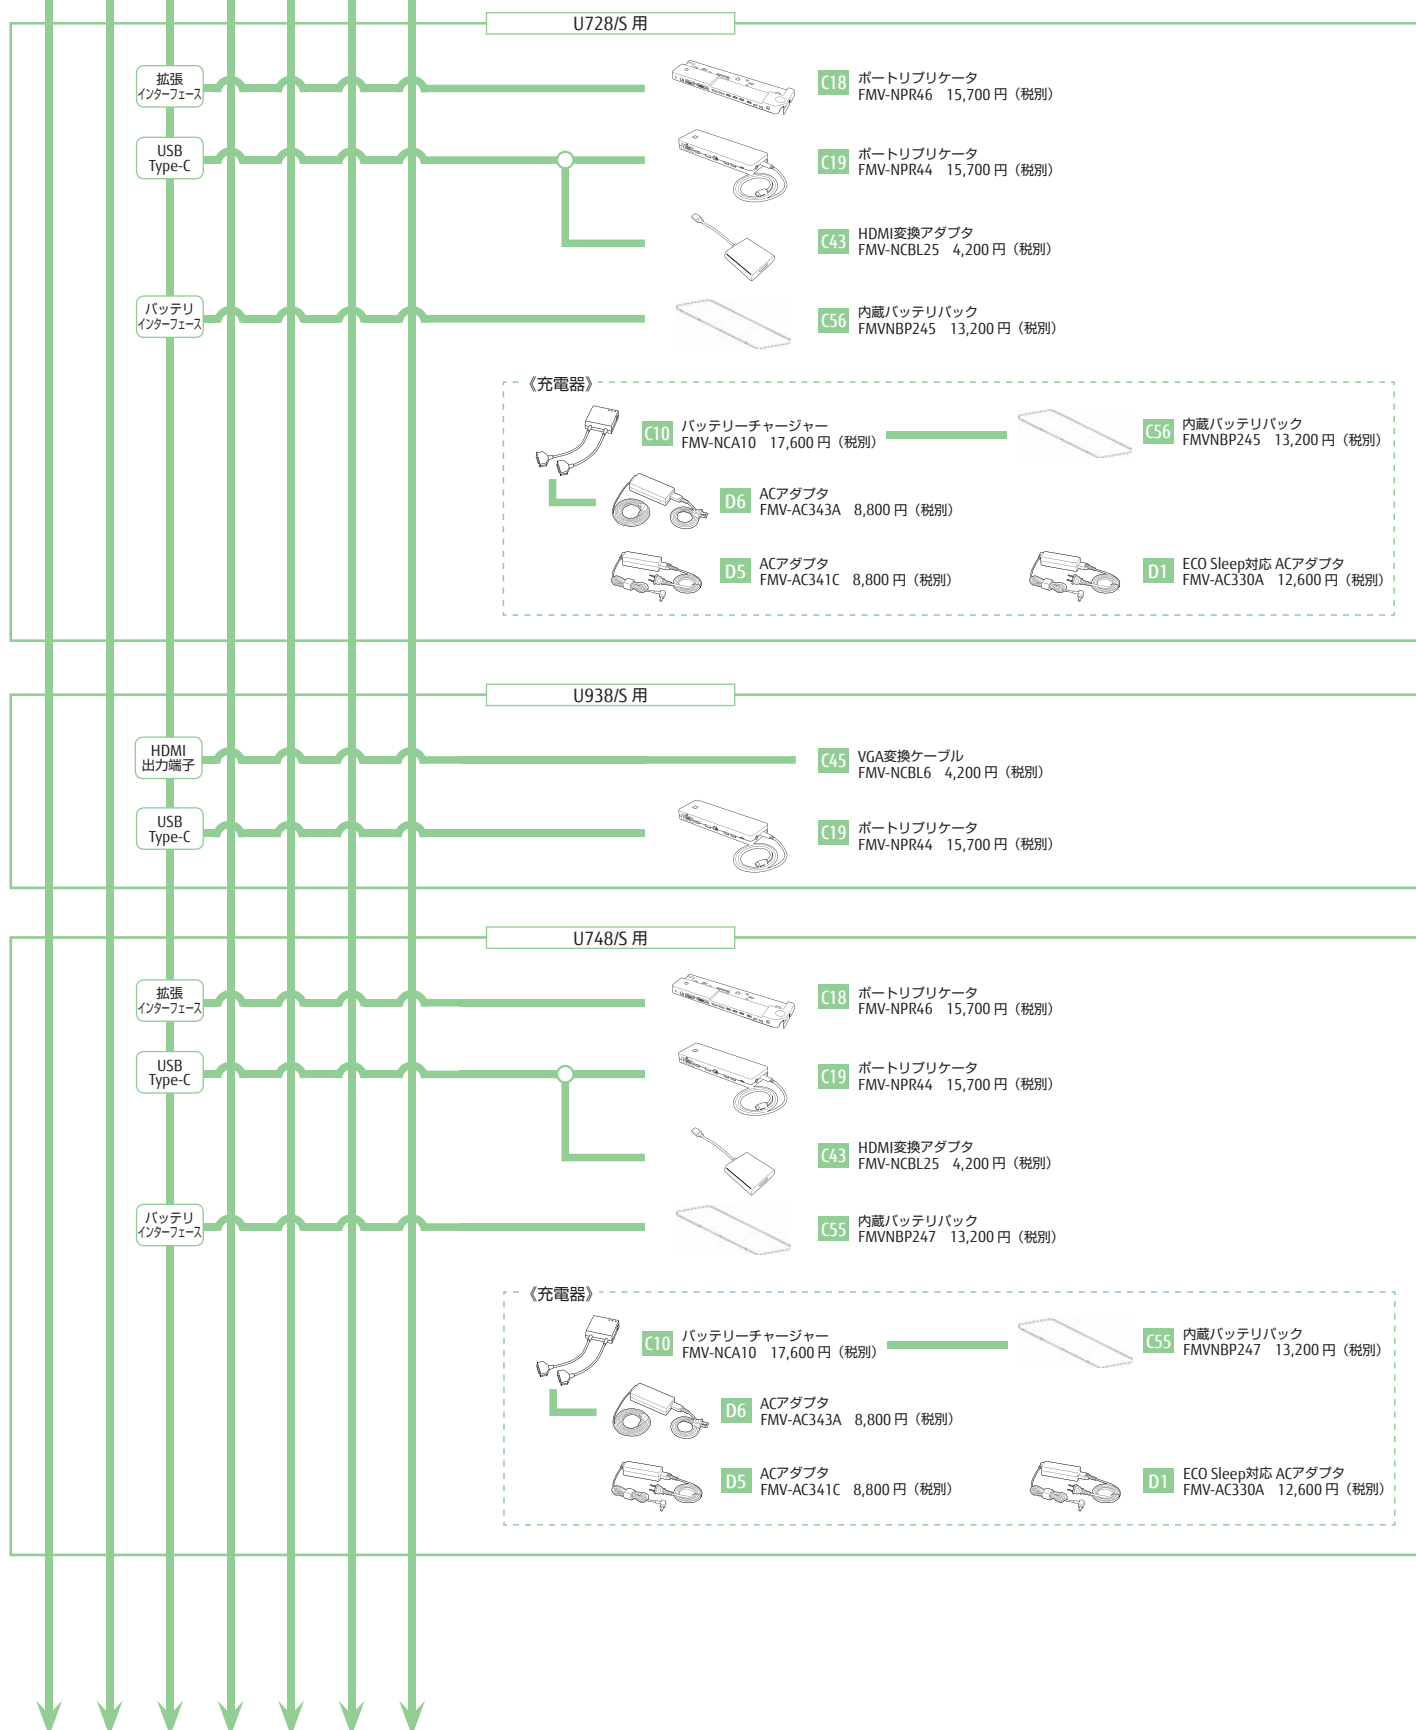 U728/S 用
拡張
インターフェース
C18
ポートリプリケータ
FMV-NPR46 15,700 円（税別）
USB
Type-C
C19
ポートリプリケータ
FMV-NPR44 15,700 円（税別）
C43
HDMI変換アダプタ
FMV-NCBL25 4,200 円（税別）
バッテリ
インターフェース
C56
内蔵バッテリパック
FMVNBP245 13,200 円（税別）
《充電器》
C10
バッテリーチャージャー
FMV-NCA10 17,600 円（税別）
C56
内蔵バッテリパック
FMVNBP245 13,200 円（税別）
D6
ACアダプタ
FMV-AC343A 8,800 円（税別）
D5
ACアダプタ
FMV-AC341C 8,800 円（税別）
D1
ECO Sleep対応 ACアダプタ
FMV-AC330A 12,600 円（税別）
U938/S 用
HDMI
出力端子
C45
VGA変換ケーブル
FMV-NCBL6 4,200 円（税別）
USB
Type-C
C19
ポートリプリケータ
FMV-NPR44 15,700 円（税別）
U748/S 用
拡張
インターフェース
C18
ポートリプリケータ
FMV-NPR46 15,700 円（税別）
USB
Type-C
C19
ポートリプリケータ
FMV-NPR44 15,700 円（税別）
C43
HDMI変換アダプタ
FMV-NCBL25 4,200 円（税別）
バッテリ
インターフェース
C55
内蔵バッテリパック
FMVNBP247 13,200 円（税別）
《充電器》
C10
バッテリーチャージャー
FMV-NCA10 17,600 円（税別）
C55
内蔵バッテリパック
FMVNBP247 13,200 円（税別）
D6
ACアダプタ
FMV-AC343A 8,800 円（税別）
D5
ACアダプタ
FMV-AC341C 8,800 円（税別）
D1
ECO Sleep対応 ACアダプタ
FMV-AC330A 12,600 円（税別）